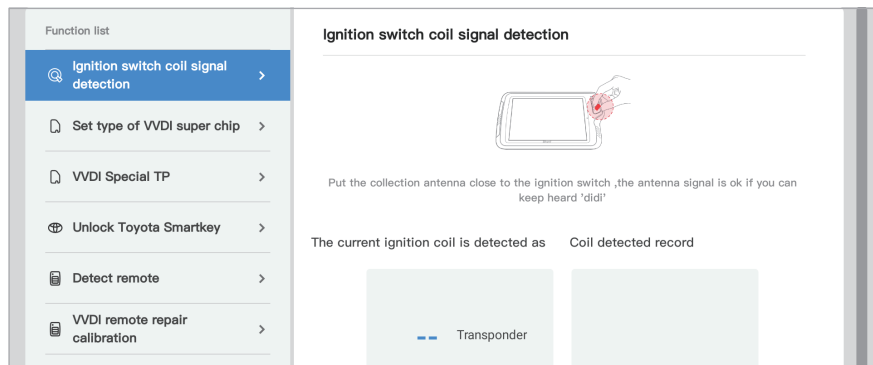 Function list
Ignition switch coil signal
detection
Set type of VVDI super chip
VVDI Special TP
Unlock Toyota Smartkey
Detect remote
VVDI remote repair
calibration
Ignition switch coil signal detection
Put the collection antenna close to the ignition switch ,the antenna signal is ok if you can
keep heard 'didi'
The current ignition coil is detected as
Coil detected record
-- Transponder